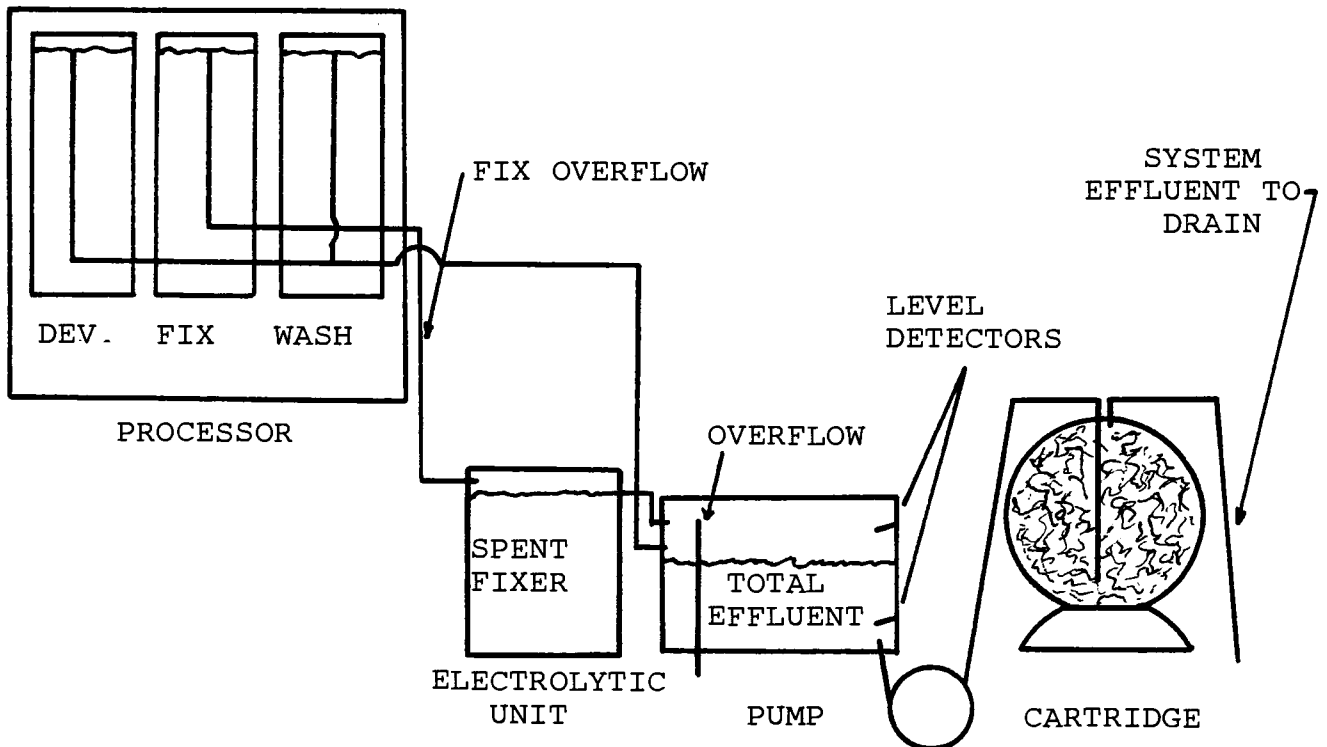 DEV. FIX WASH
PROCESSOR
FIX OVERFLOW
SYSTEM
EFFLUENT TO
DRAIN
LEVEL
DETECTORS
OVERFLOW
SPENT
FIXER
TOTAL
EFFLUENT
ELECTROLYTIC
UNIT
PUMP
CARTRIDGE